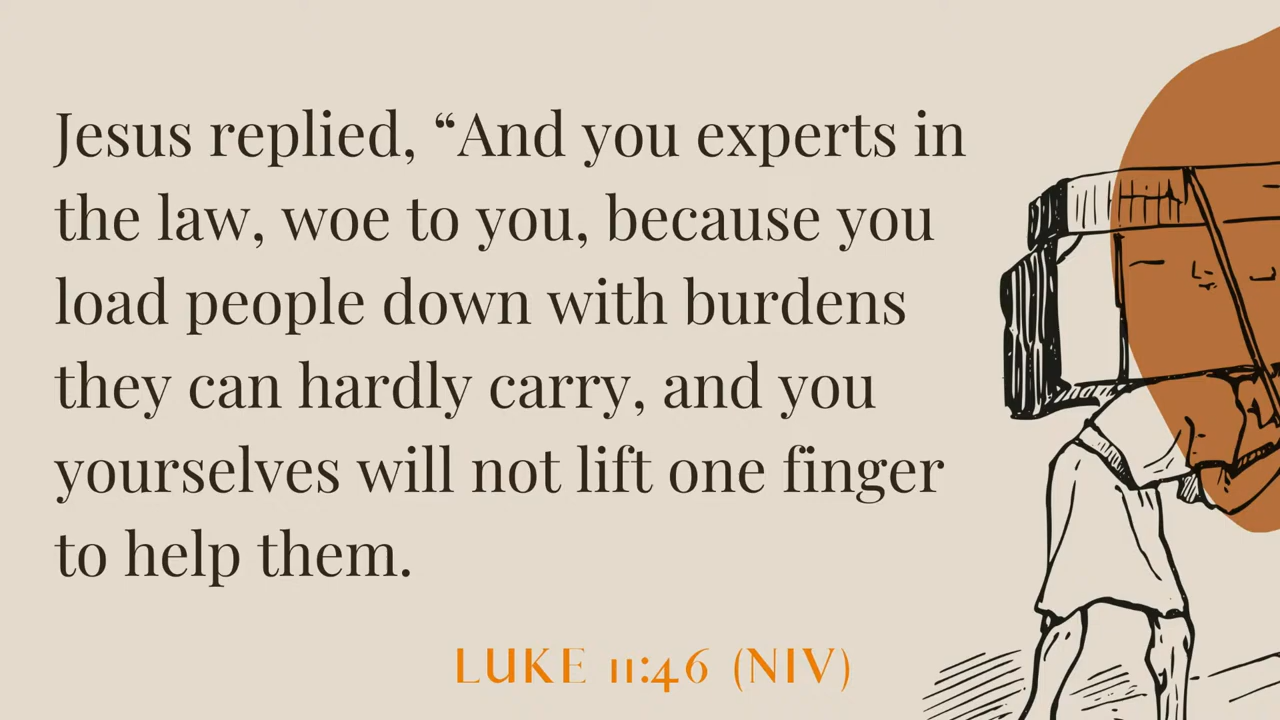 Jesus replied, “And you experts in
the law, woe to you, because you
load people down with burdens
they can hardly carry, and you
yourselves will not lift one finger
to help them.
LUKE 11:46 (NIV)